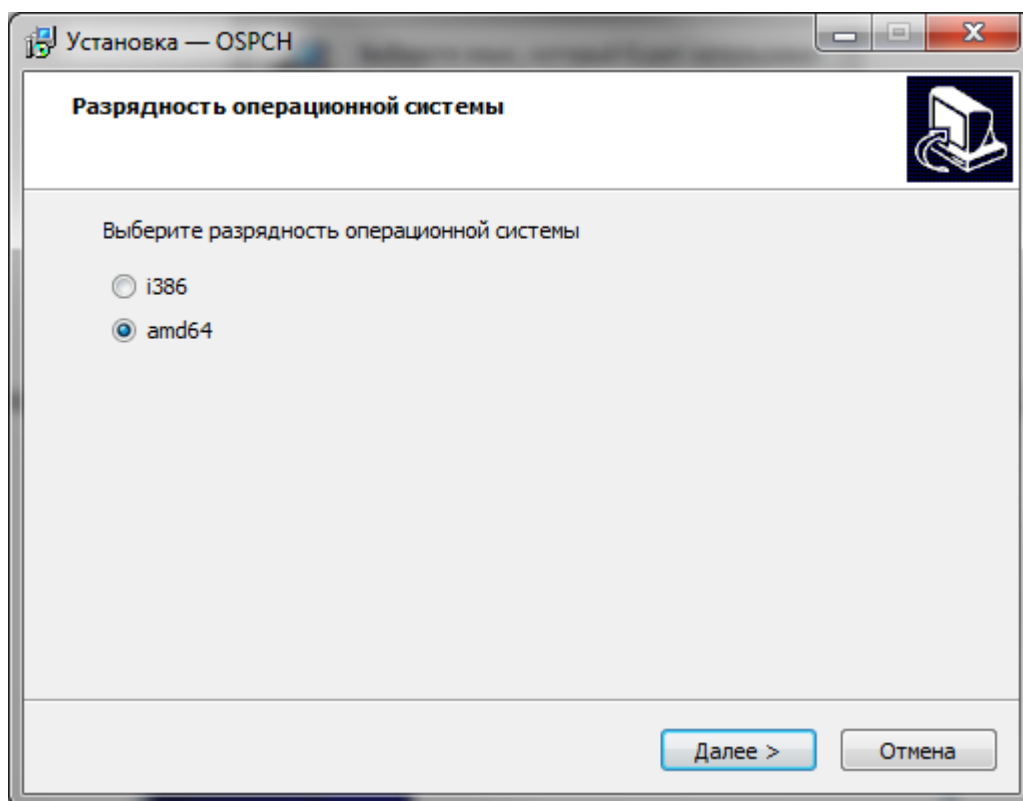 Установка — OSPCH
Разрядность операционной системы
Выберите разрядность операционной системы
i386
amd64
Далее >
Отмена